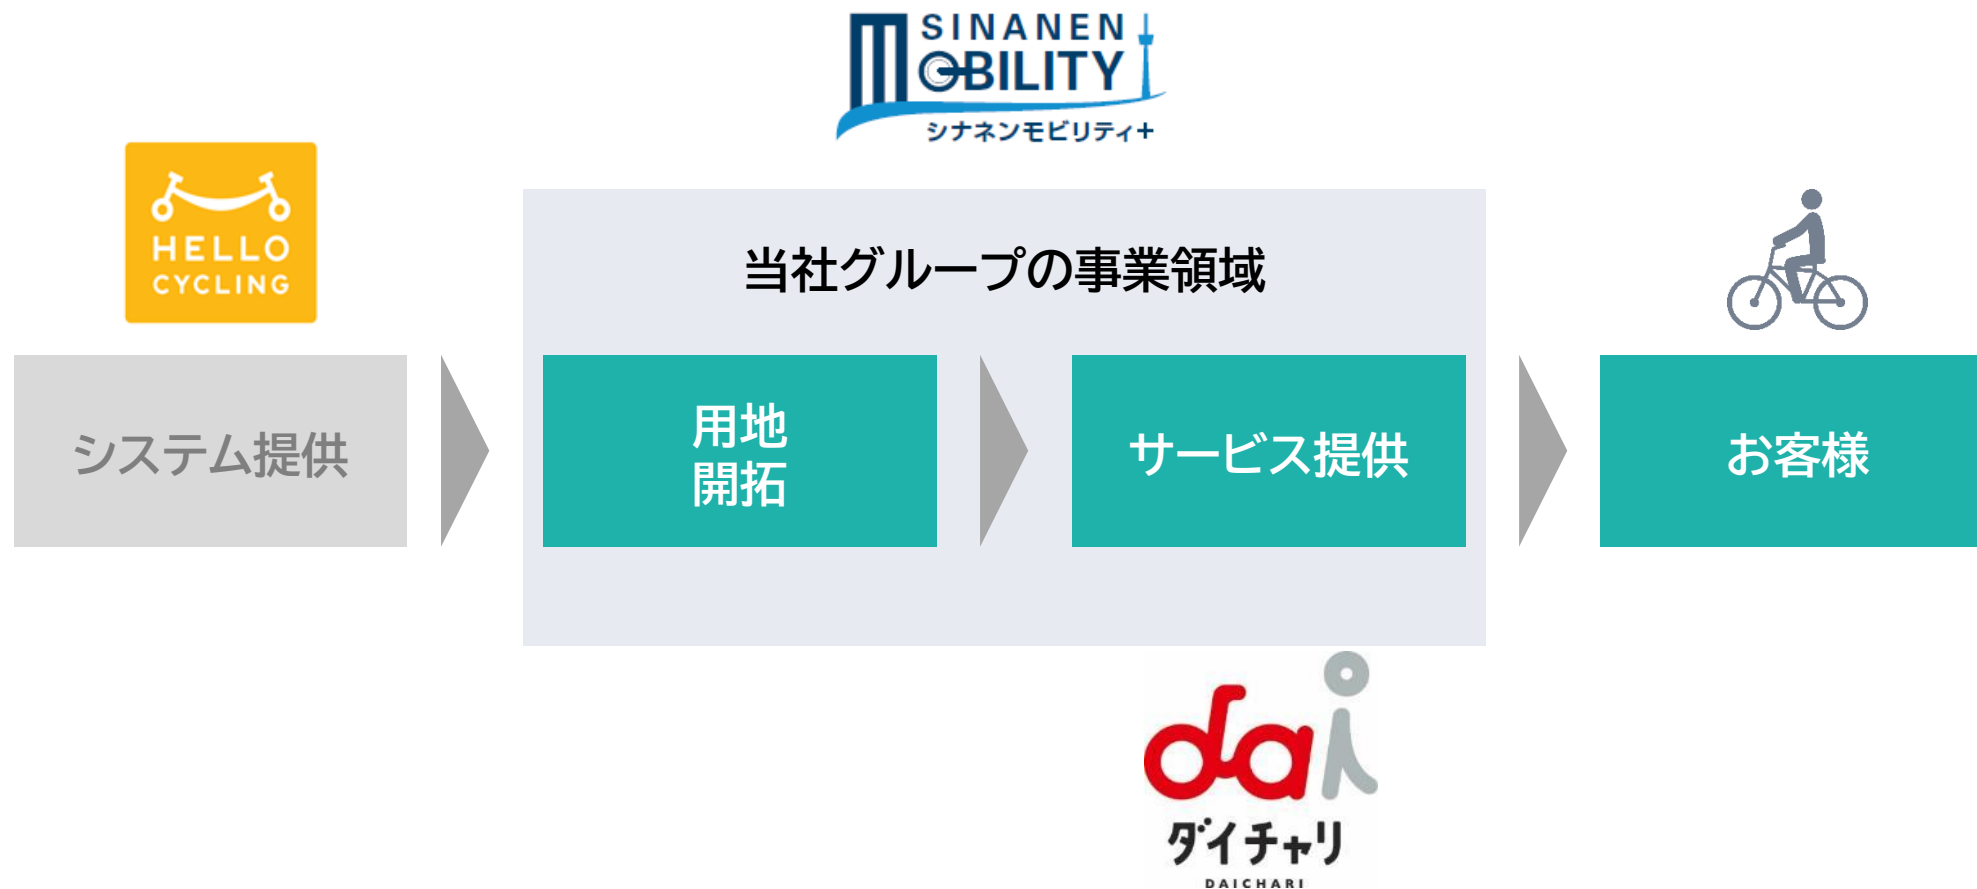 SINANEN
MOBILITY
シナネンモビリティ+
HELLO
CYCLING
当社グループの事業領域
システム提供
用地
開拓
サービス提供
お客様
dai
ダイチャリ
DAICHARI